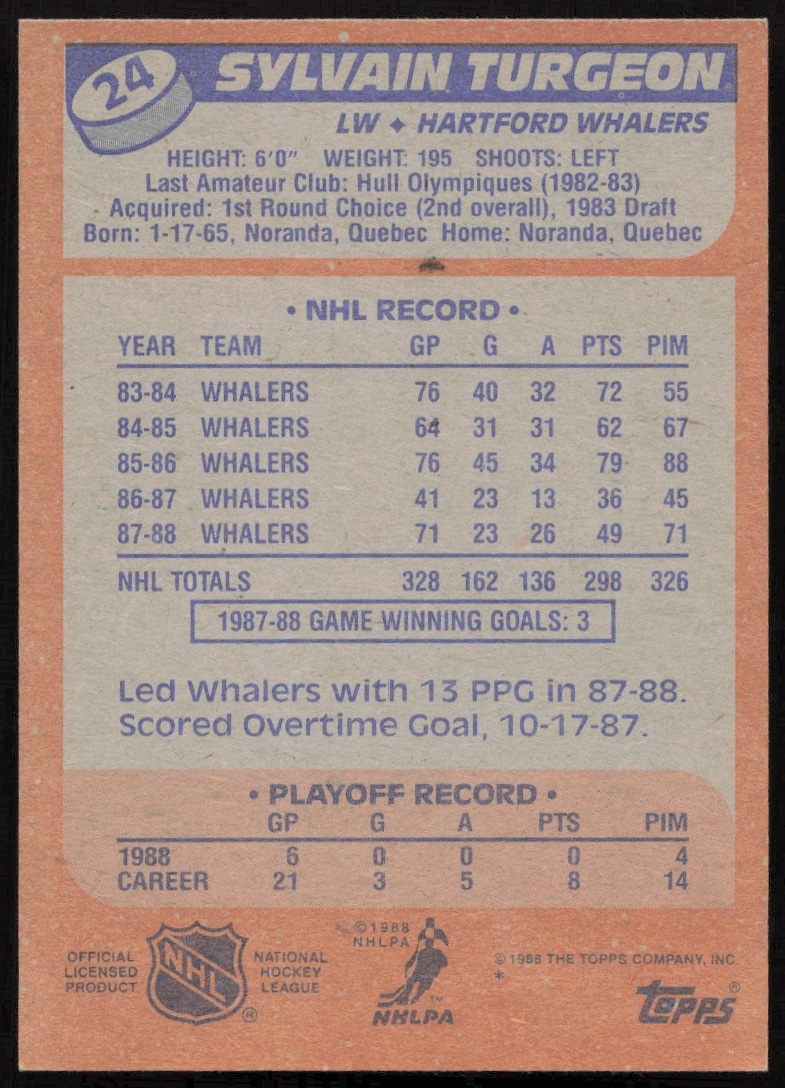 24
SYLVAIN TURGEON
LW ♦ HARTFORD WHALERS
HEIGHT: 6'0" WEIGHT: 195 SHOOTS: LEFT
Last Amateur Club: Hull Olympiques (1982-83)
Acquired: 1st Round Choice (2nd overall), 1983 Draft
Born: 1-17-65, Noranda, Quebec Home: Noranda, Quebec
• NHL RECORD •
YEAR TEAM GP G A PTS PIM
83-84 WHALERS 76 40 32 72 55
84-85 WHALERS 64 31 31 62 67
85-86 WHALERS 76 45 34 79 88
86-87 WHALERS 41 23 13 36 45
87-88 WHALERS 71 23 26 49 71
NHL TOTALS 328 162 136 298 326
1987-88 GAME WINNING GOALS: 3
Led Whalers with 13 PPG in 87-88.
Scored Overtime Goal, 10-17-87.
• PLAYOFF RECORD •
GP G A PTS PIM
1988 6 0 0 0 4
CAREER 21 3 5 8 14
OFFICIAL
LICENSED
PRODUCT
NHL
®
NATIONAL
HOCKEY
LEAGUE
©1988
NHLPA
™
NHLPA
© 1988 THE TOPPS COMPANY, INC.
*
topps®